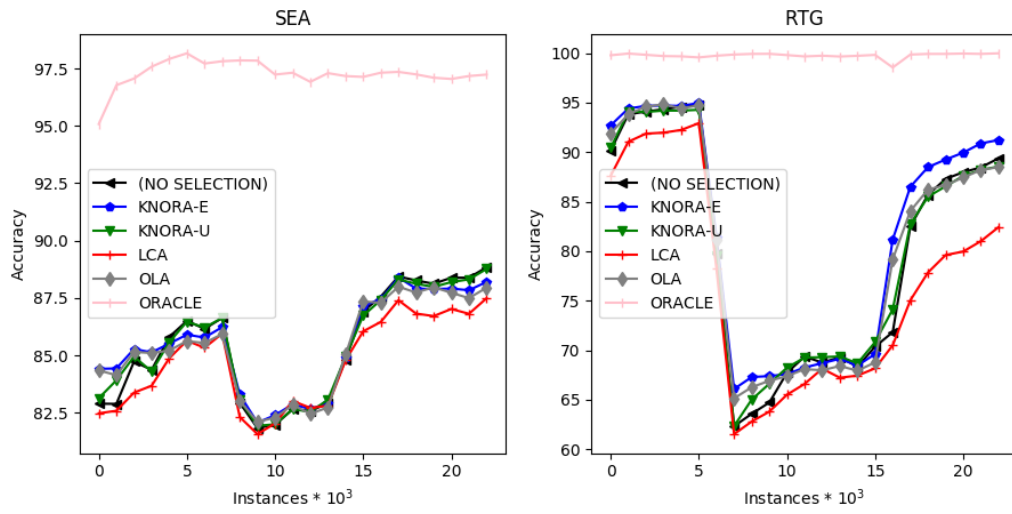 SEA
97.5
95.0
92.5
90.0
87.5
85.0
82.5
Accuracy
(NO SELECTION)
KNORA-E
KNORA-U
LCA
OLA
ORACLE
0
5
10
15
20
Instances * 10³
RTG
100
95
90
85
80
75
70
65
60
Accuracy
(NO SELECTION)
KNORA-E
KNORA-U
LCA
OLA
ORACLE
0
5
10
15
20
Instances * 10³